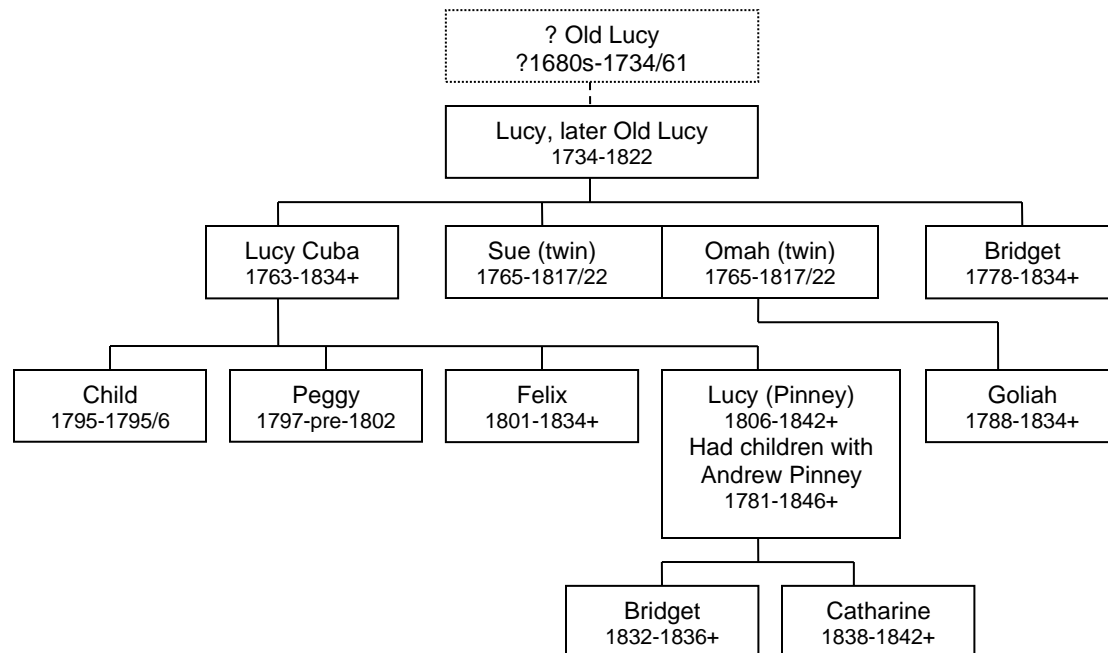 ? Old Lucy
?1680s-1734/61
Lucy, later Old Lucy
1734-1822
Lucy Cuba
1763-1834+
Sue (twin)
1765-1817/22
Omah (twin)
1765-1817/22
Bridget
1778-1834+
Child
1795-1795/6
Peggy
1797-pre-1802
Felix
1801-1834+
Lucy (Pinney)
1806-1842+
Had children with
Andrew Pinney
1781-1846+
Goliah
1788-1834+
Bridget
1832-1836+
Catharine
1838-1842+